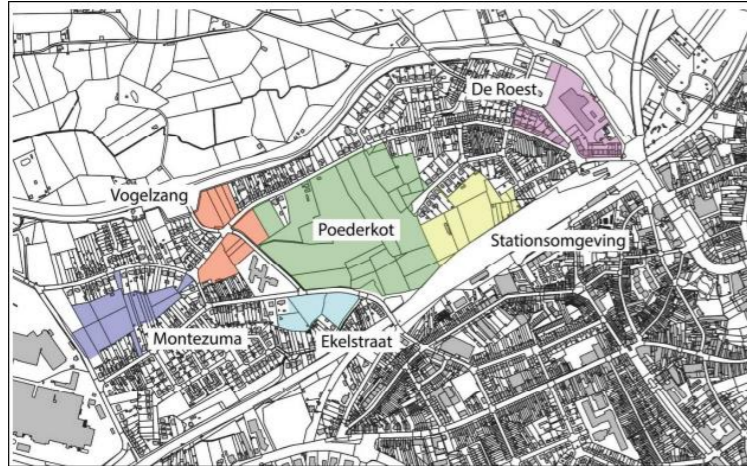 De Roest
Vogelzang
Poederkot
Stationsomgeving
Montezuma
Ekelstraat